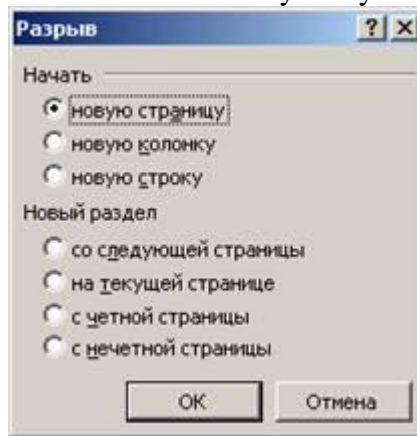 Разрыв
Начать
новую страницу
новую колонку
новую строку
Новый раздел
со следующей страницы
на текущей странице
с четной страницы
с нечетной страницы
ОК
Отмена